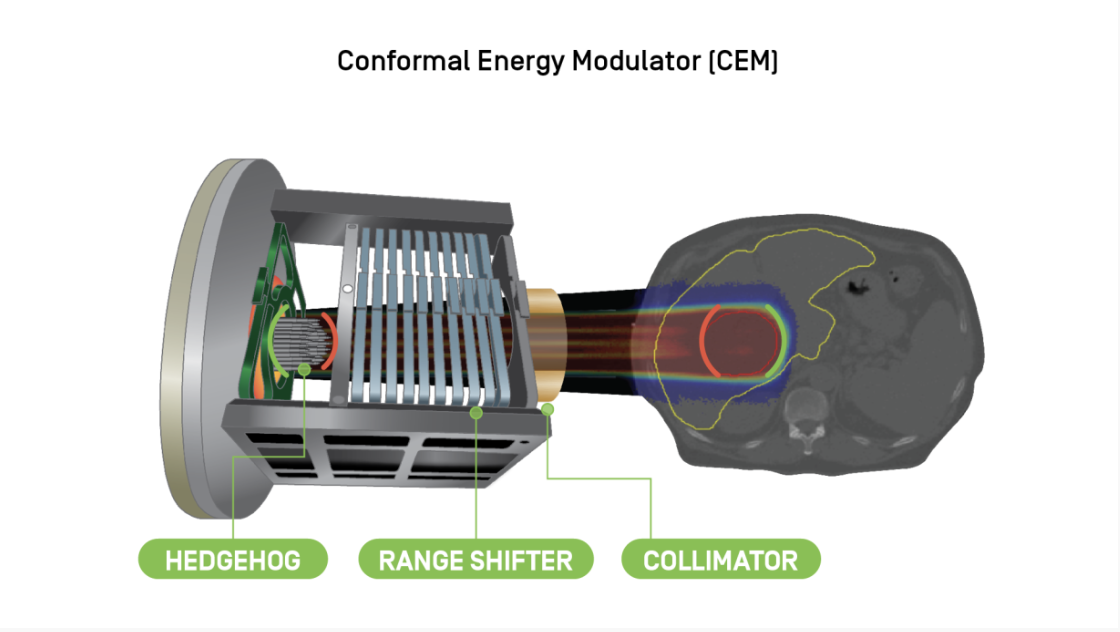 Conformal Energy Modulator (CEM)
HEDGEHOG
RANGE SHIFTER
COLLIMATOR